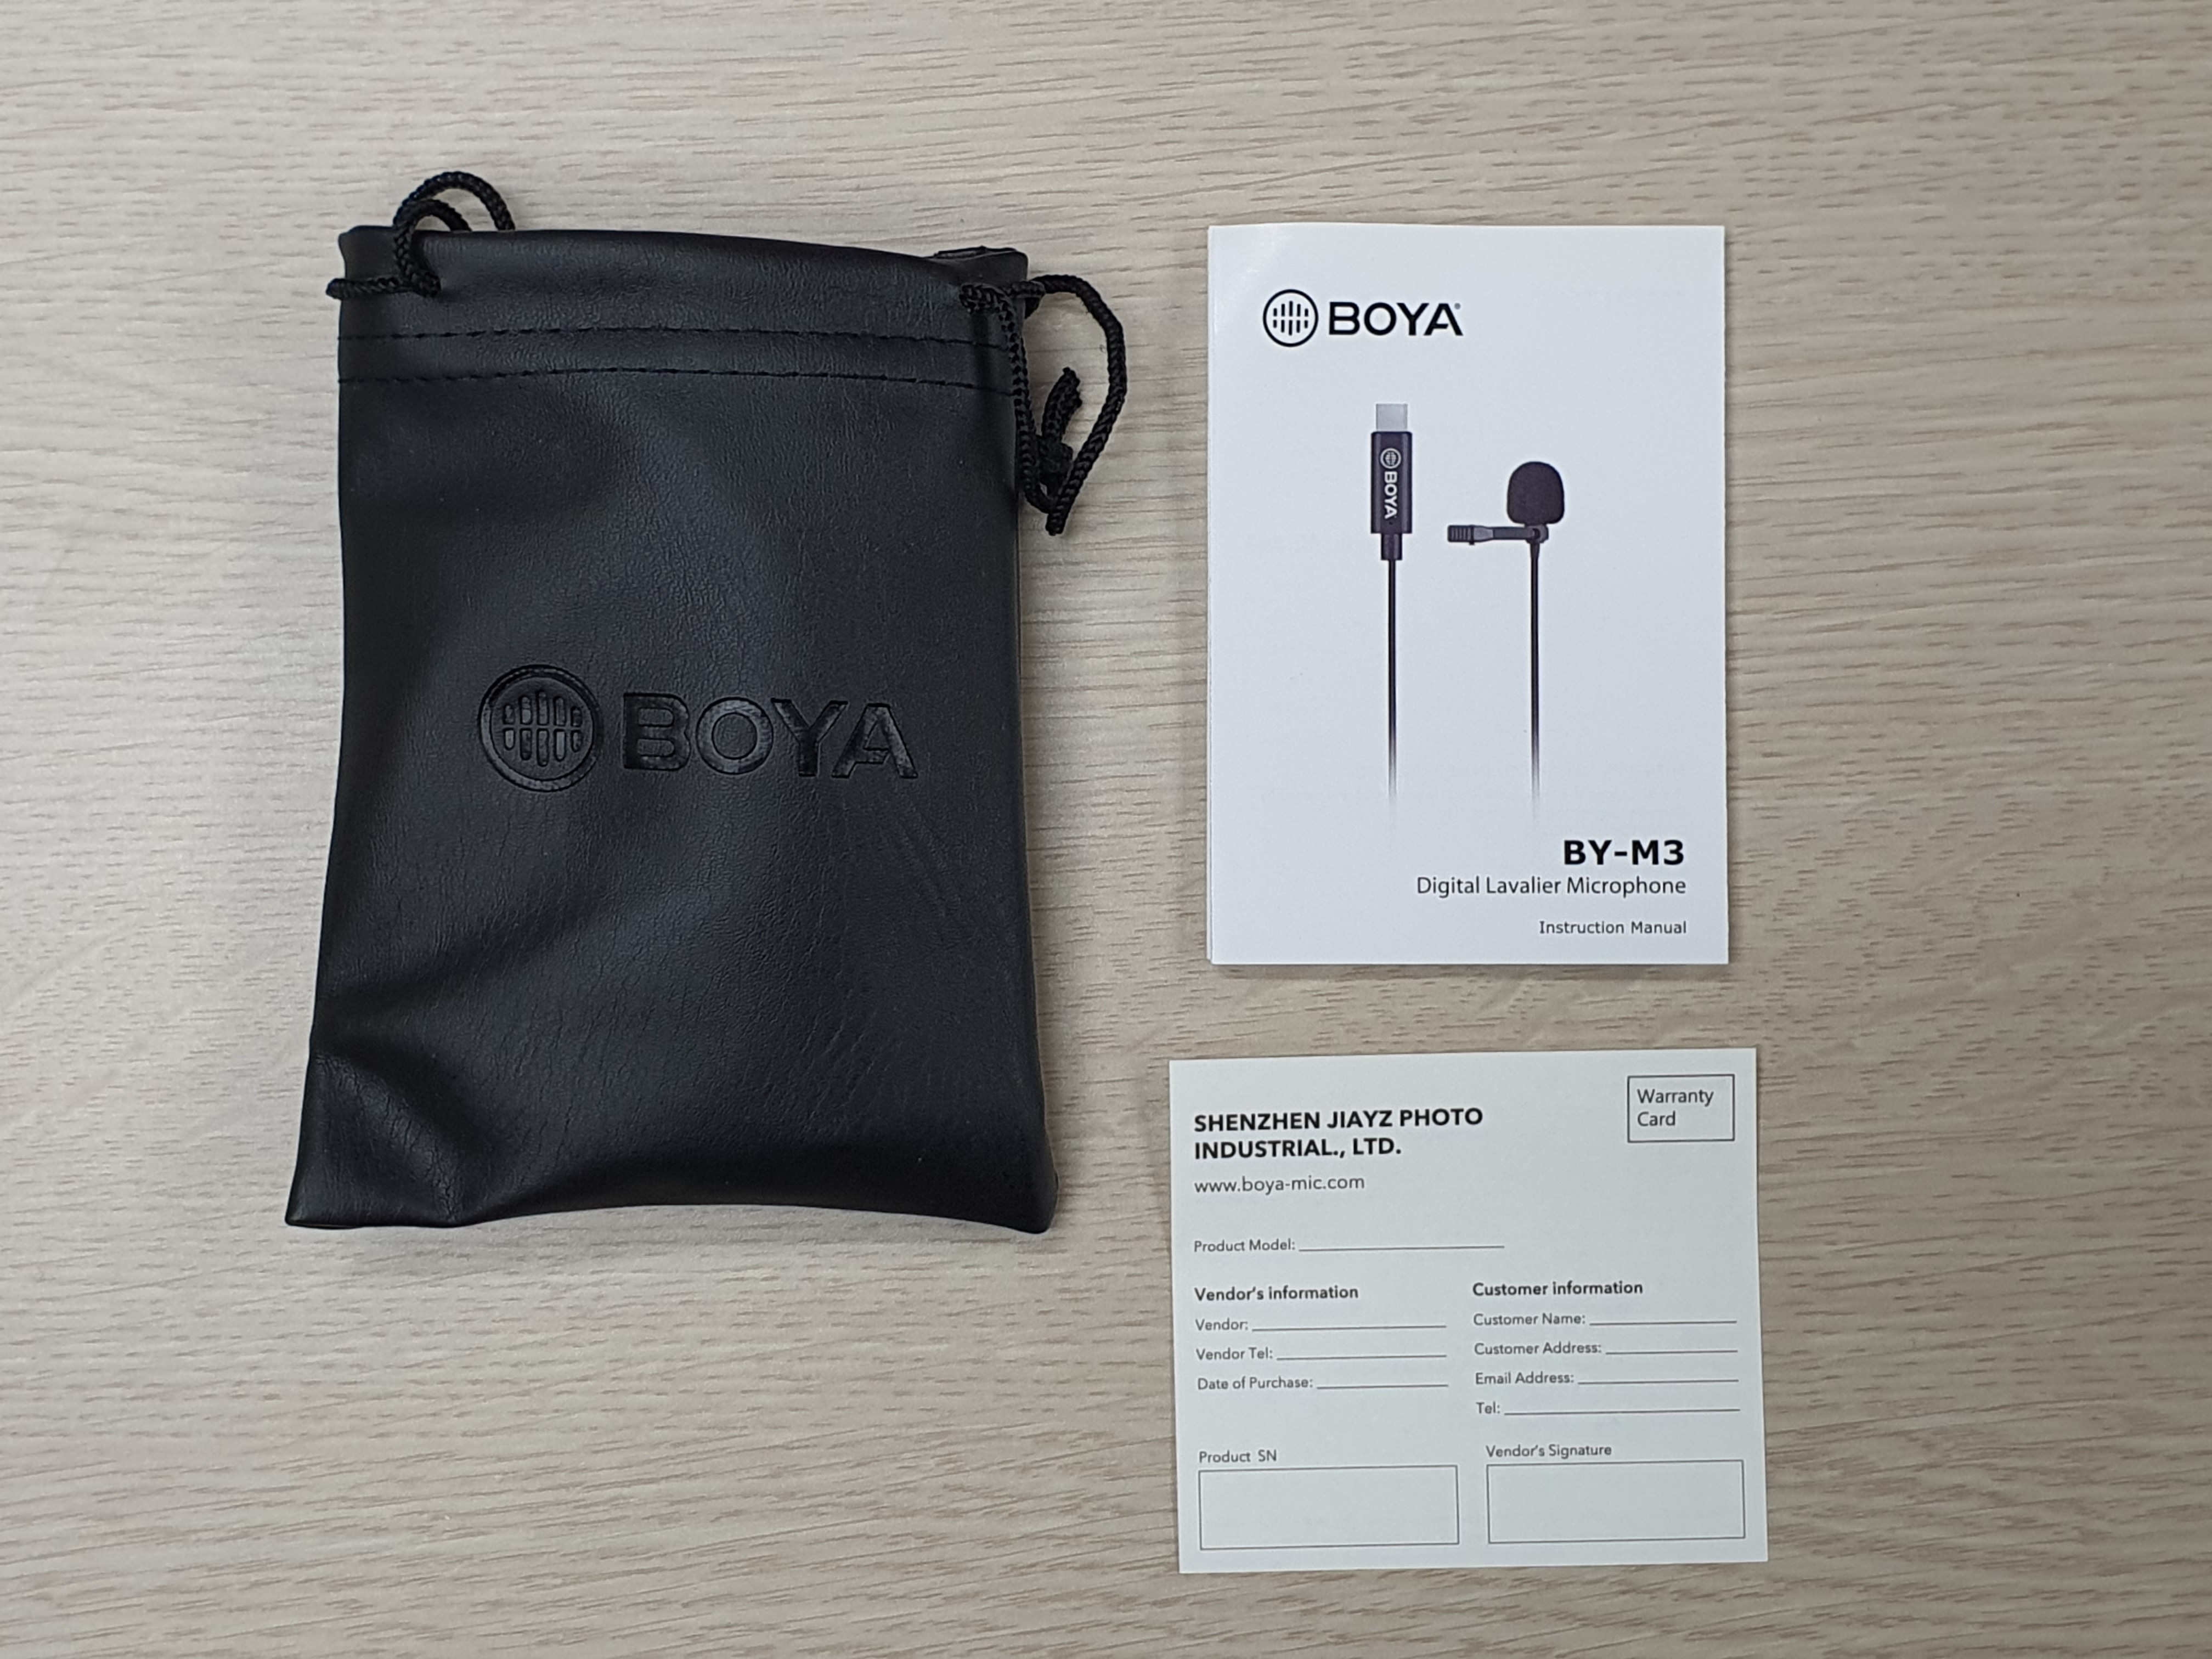 BOYA
BOYA
BOYA
BY-M3
Digital Lavalier Microphone
Instruction Manual
SHENZHEN JIAYZ PHOTO
INDUSTRIAL., LTD.
www.boya-mic.com
Warranty
Card
Product Model:
Vendor's information
Vendor:
Vendor Tel:
Date of Purchase:
Customer information
Customer Name:
Customer Address:
Email Address:
Tel:
Product SN
Vendor's Signature